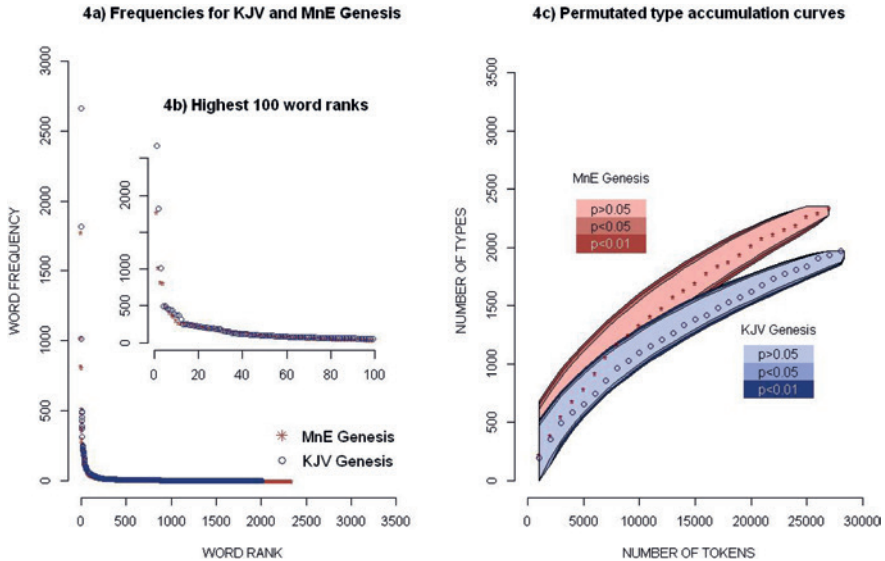 4a) Frequencies for KJV and MnE Genesis
WORD FREQUENCY
3000
2500
2000
1500
1000
500
0
0 500 1000 1500 2000 2500 3000 3500
WORD RANK
4b) Highest 100 word ranks
2000
1000
500
0
0 20 40 60 80 100
MnE Genesis
KJV Genesis
4c) Permutated type accumulation curves
NUMBER OF TYPES
3500
3000
2500
2000
1500
1000
500
0
0 5000 10000 15000 20000 25000 30000
NUMBER OF TOKENS
MnE Genesis
p>0.05
p<0.05
p<0.01
KJV Genesis
p>0.05
p<0.05
p<0.01